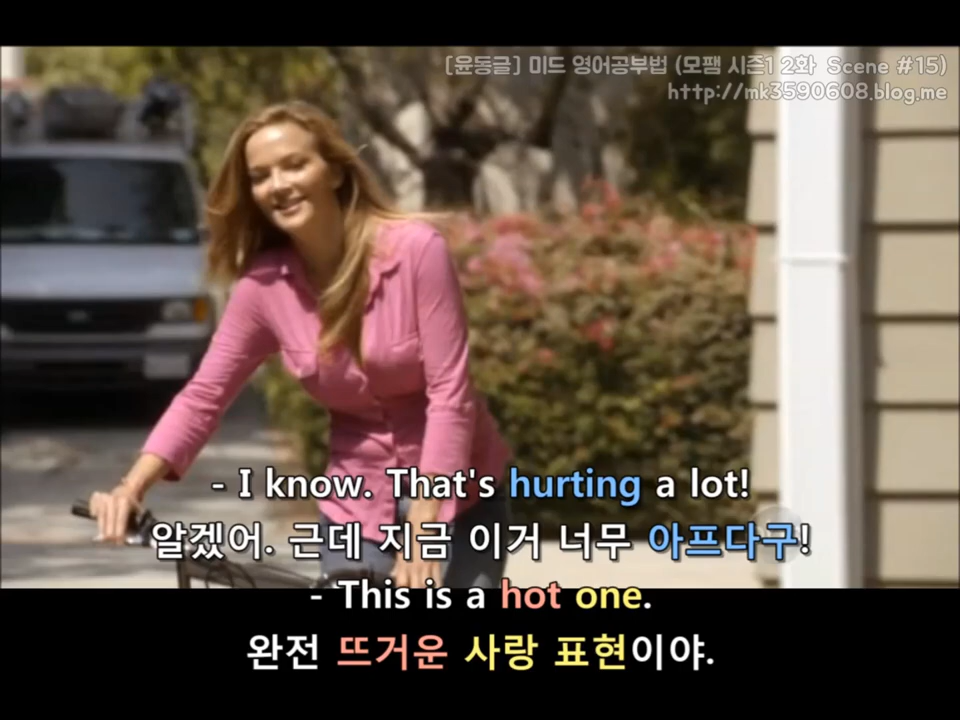 [윤동글] 미드 영어공부법 (모팸 시즌1 2화 Scene #15)
http://mk3590608.blog.me
- I know. That's hurting a lot!
알겠어. 근데 지금 이거 너무 아프다구!
- This is a hot one.
완전 뜨거운 사랑 표현이야.